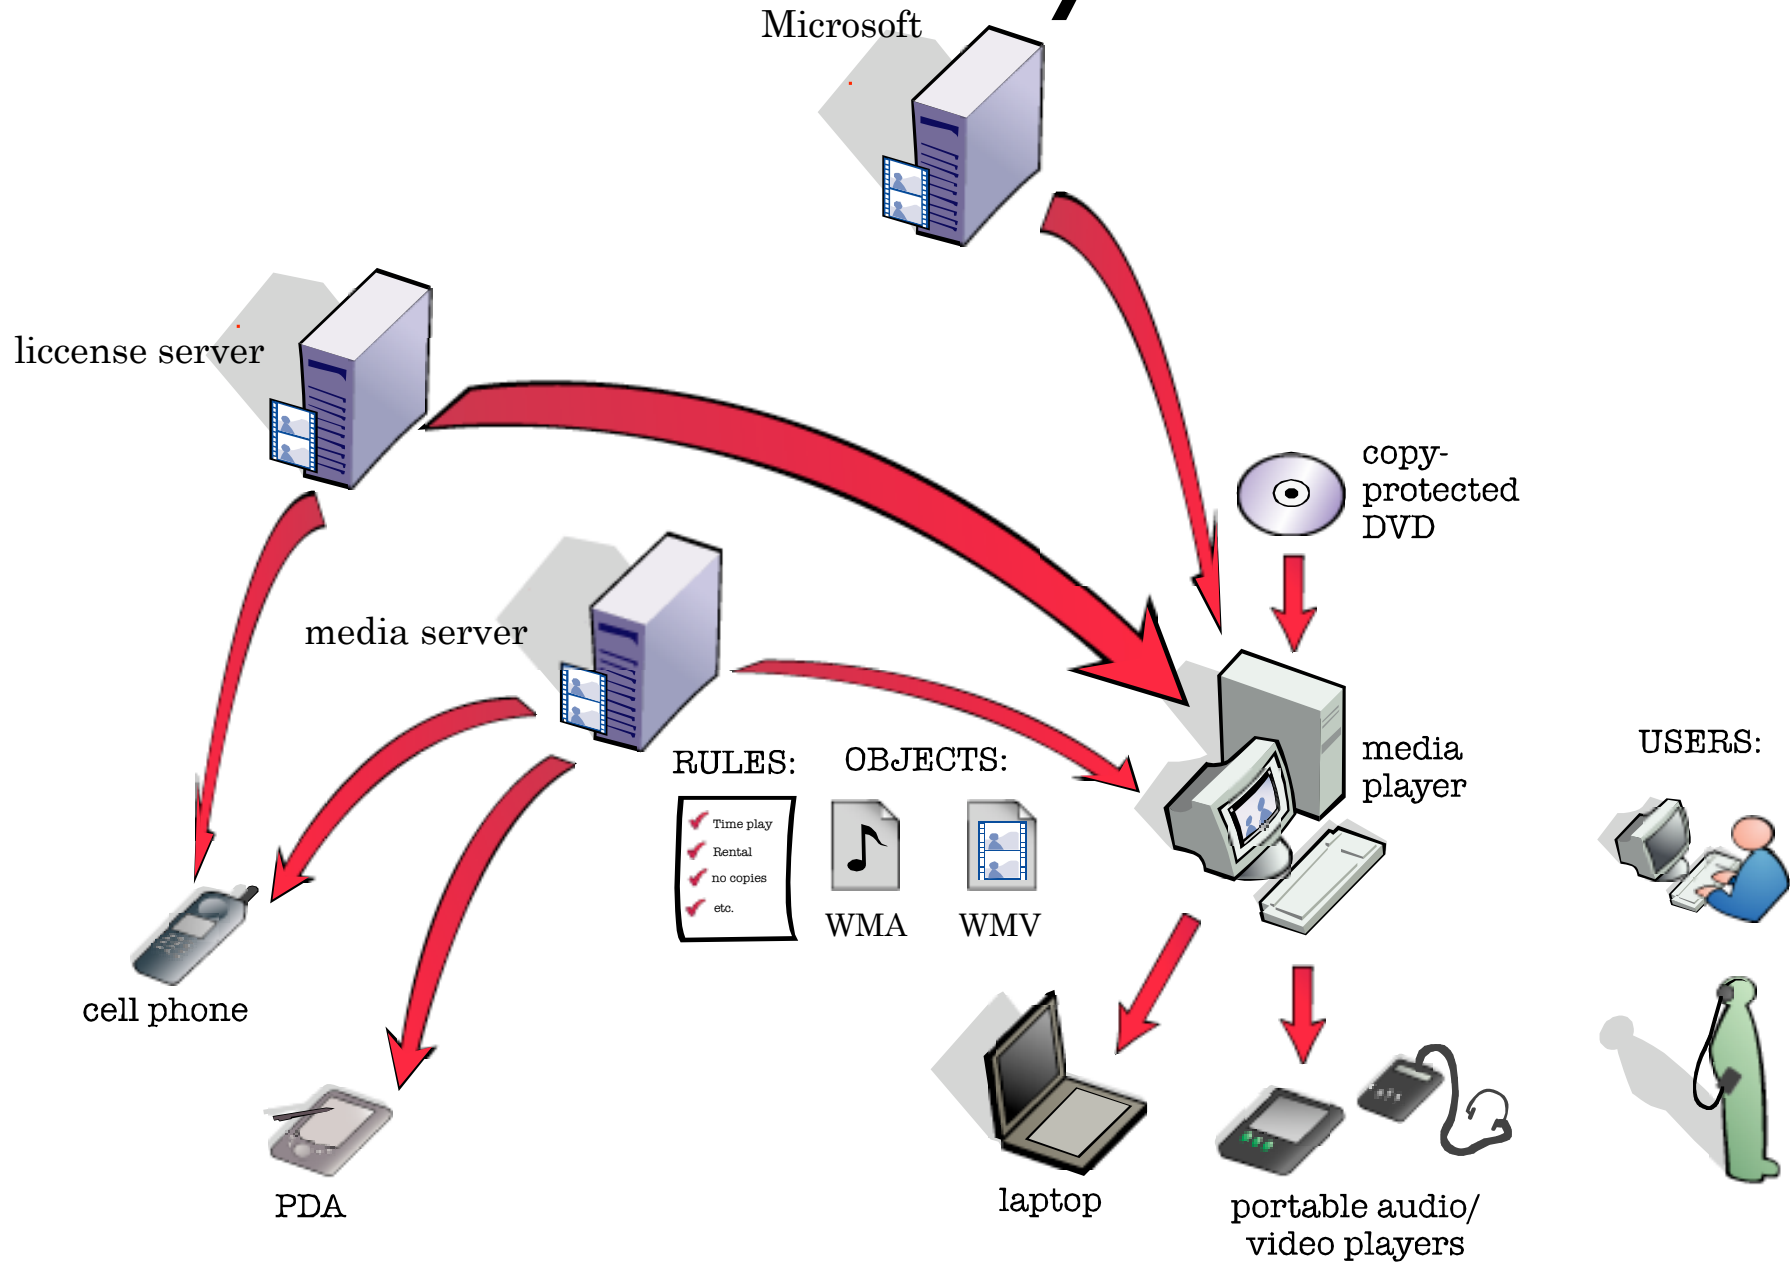 Microsoft
liccense server
copy-
protected
DVD
media server
RULES:
OBJECTS:
media
player
USERS:
Time play
Rental
no copies
etc.
WMA
WMV
cell phone
PDA
laptop
portable audio/
video players